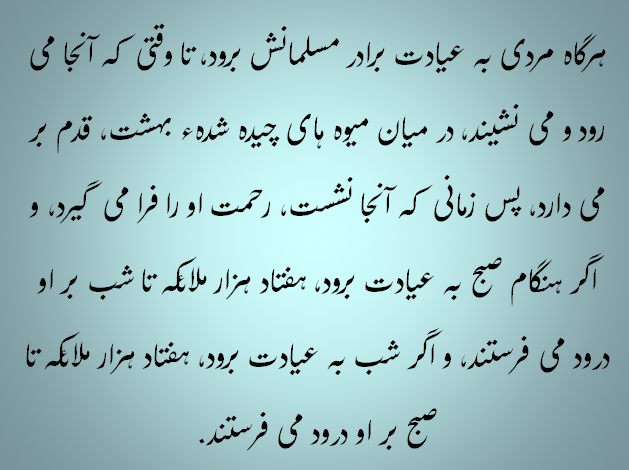 هرگاه مردی به عیادت برادر مسلمانش برود، تا وقتی که آنجا می
رود و می نشیند، در میان میوه های چیده شدهء بهشت، قدم بر
می دارد، پس زمانی که آنجا نشست، رحمت او را فرا می گیرد، و
اگر هنگام صبح به عیادت برود، هفتاد هزار ملائکه تا شب بر او
درود می فرستند، و اگر شب به عیادت برود، هفتاد هزار ملائکه تا
صبح بر او درود می فرستند.